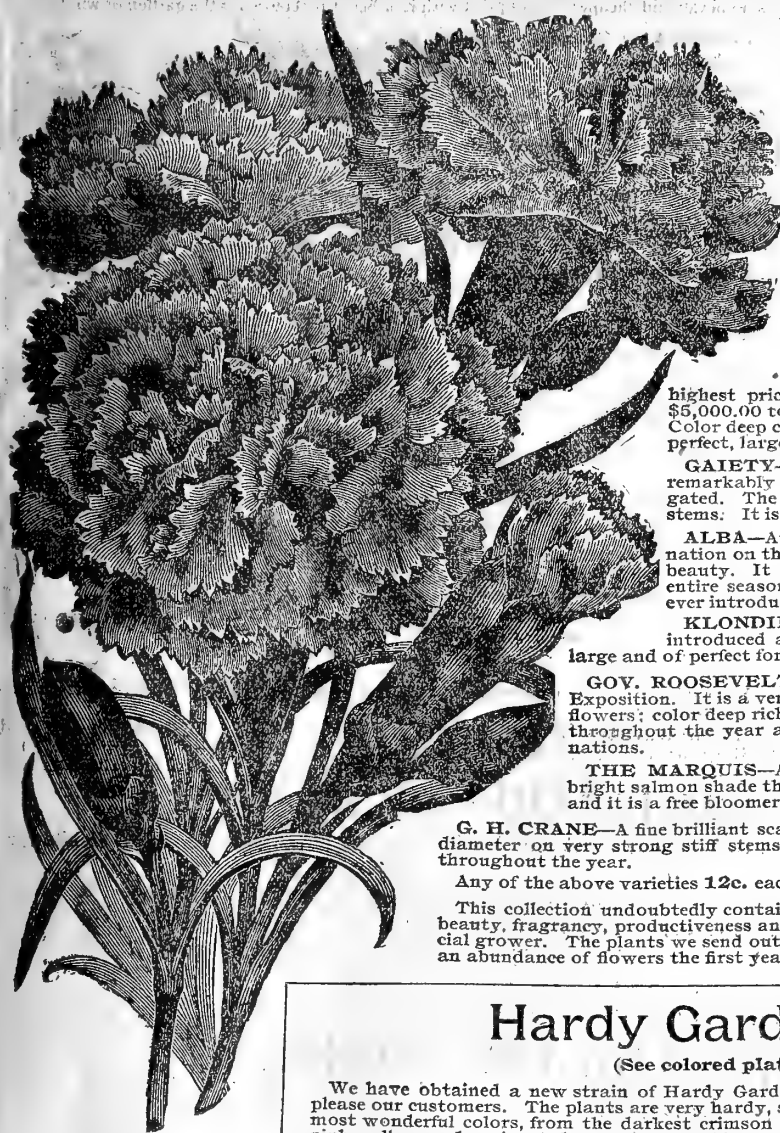 highest pric
$5,000.00 to
Color deep c
perfect, larg
GAIETY—
remarkably
gated. The
stems. It is
ALBA—A
nation on th
beauty. It
entire season
ever introdu
KLONDI
introduced a
large and of perfect for
GOV. ROOSEVEL
Exposition. It is a ver
flowers; color deep rich
throughout the year a
nations.
THE MARQUIS—
bright salmon shade th
and it is a free bloomer
G. H. CRANE—A fine brilliant sca
diameter on very strong stiff stems
throughout the year.
Any of the above varieties 12c. eac
This collection undoubtedly contai
beauty, fragrancy, productiveness an
cial grower. The plants we send out
an abundance of flowers the first yea
Hardy Gard
(See colored plat
We have obtained a new strain of Hardy Gard
please our customers. The plants are very hardy, s
most wonderful colors, from the darkest crimson